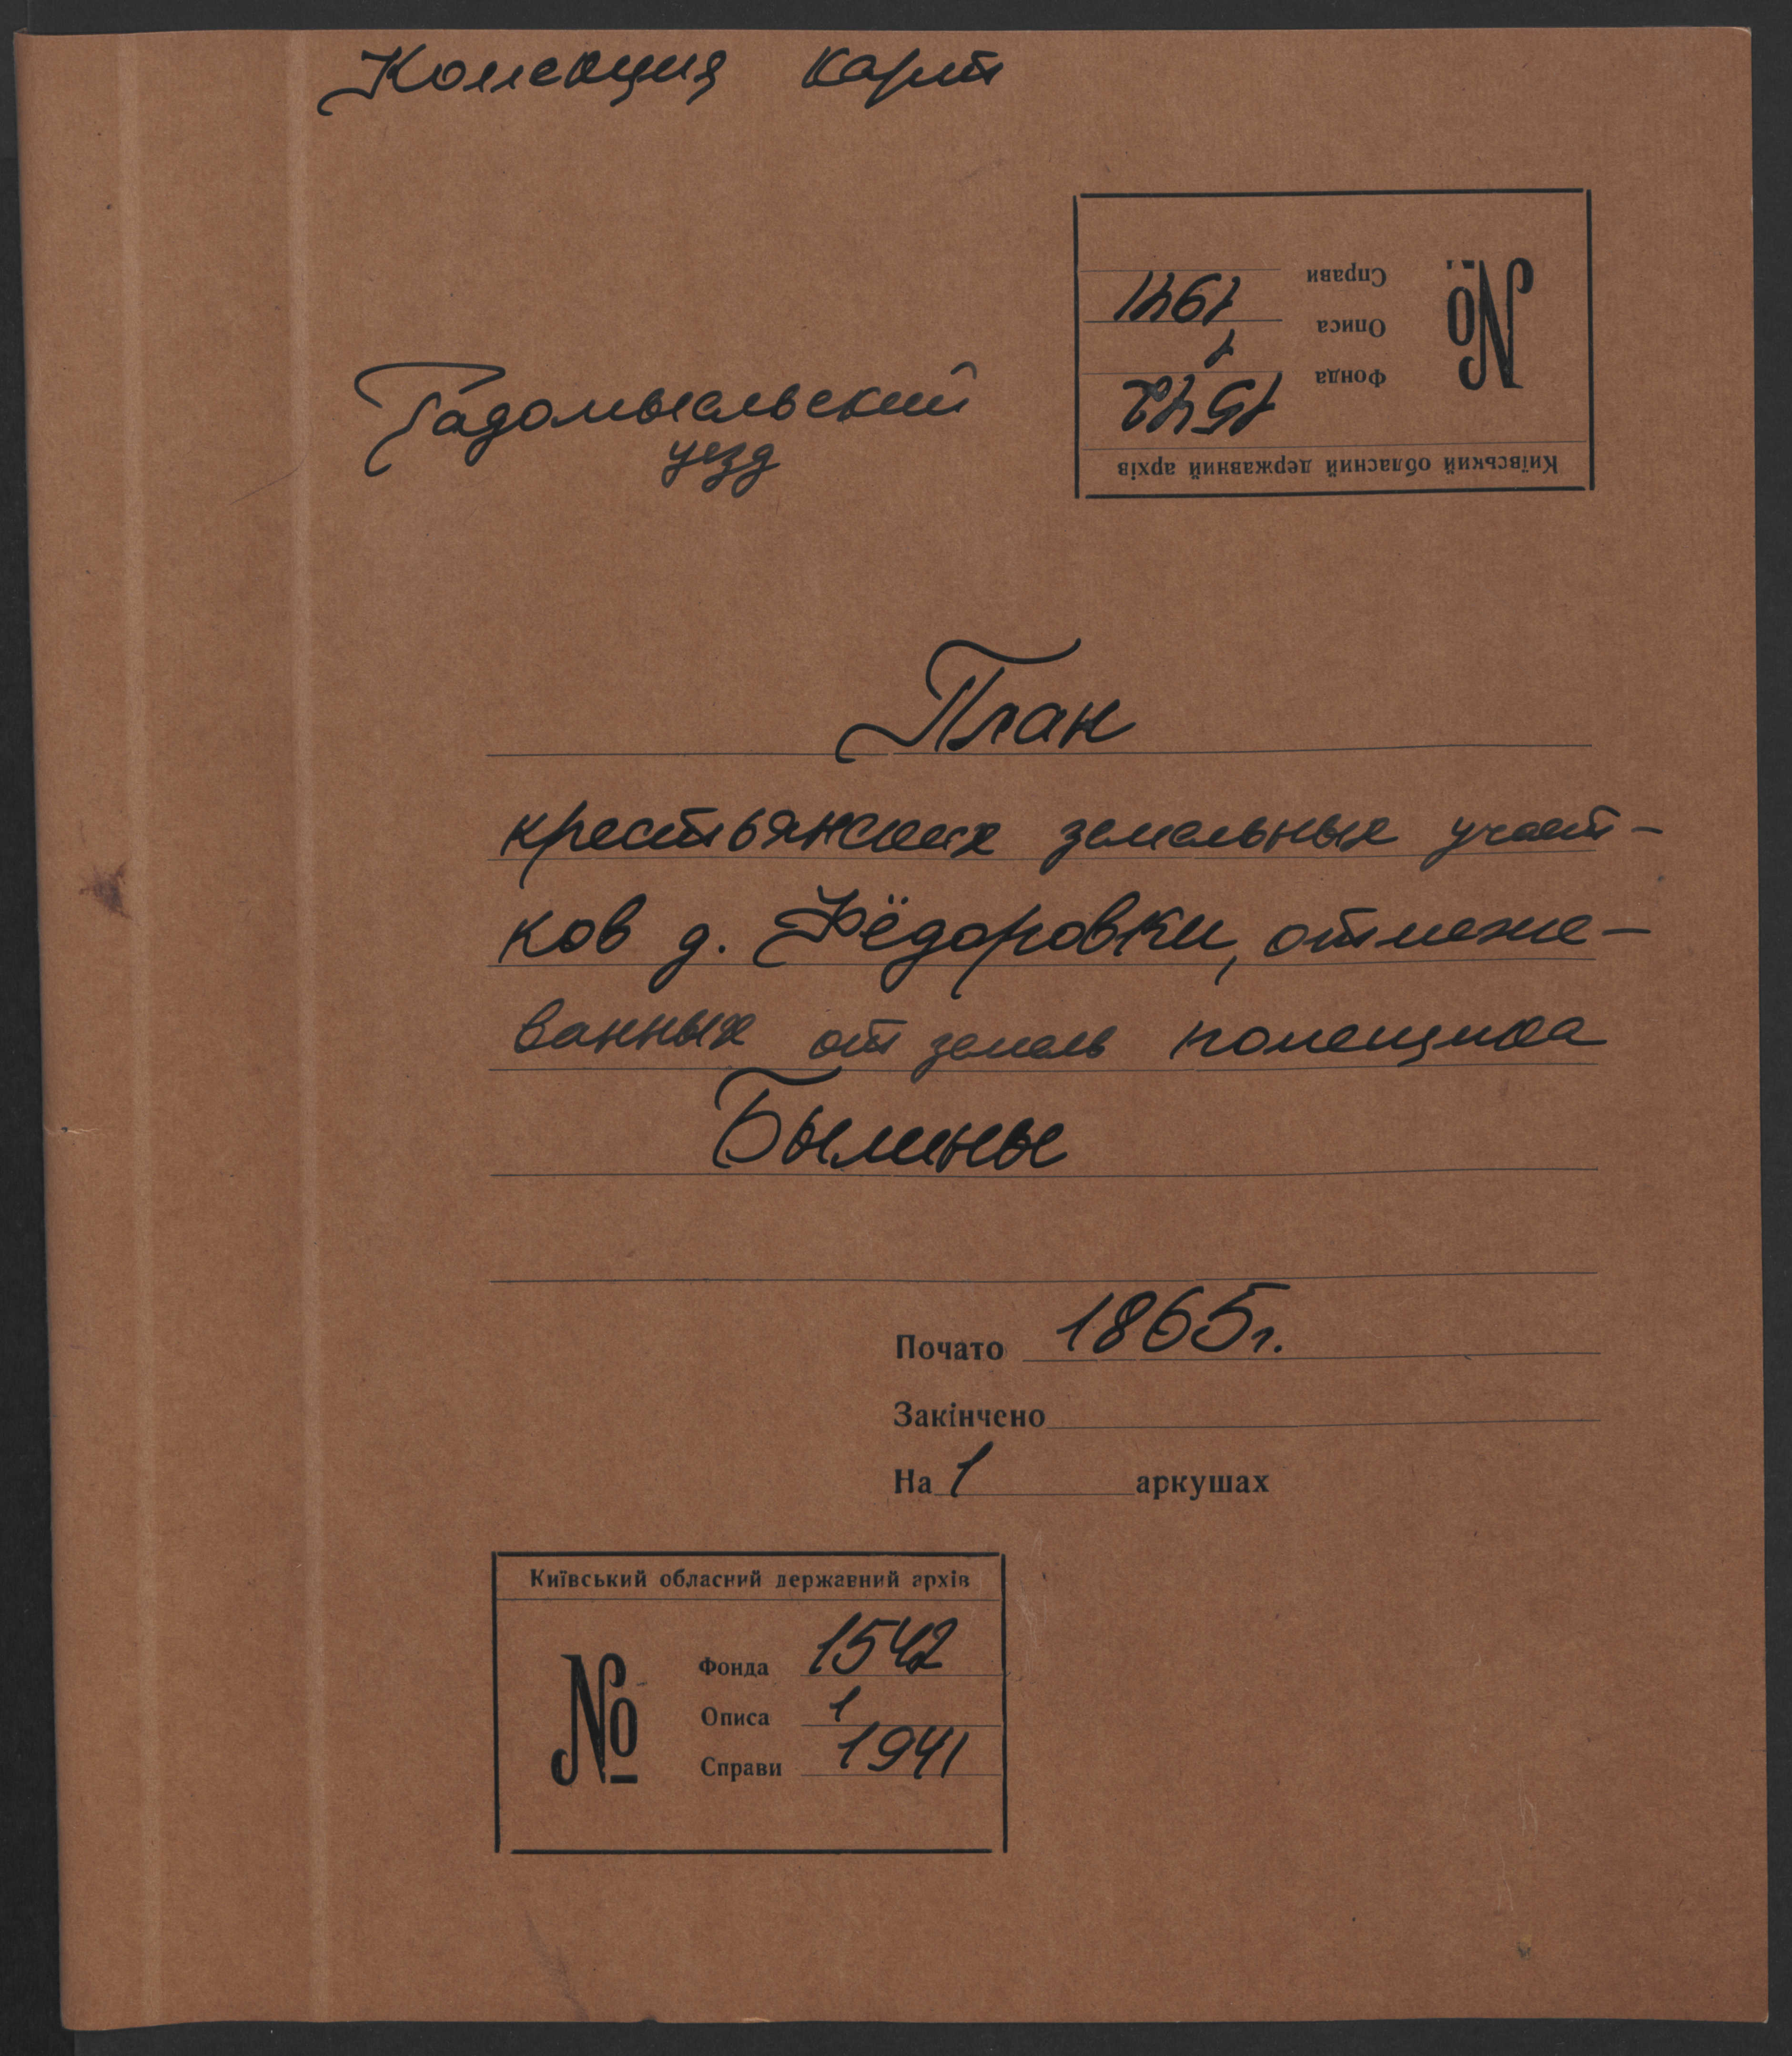 Коллекция карт
Справи 1941
Описа 1
Фонда 1542
№
Київський обласний державний архів
Радомысльский
уезд
План
крестьянских земельных участ-
ков д. Фёдоровки, отмеже-
ванных от земель помещика
Былины
Почато 1865г.
Закінчено
На 1 аркушах
Київський обласний державний архів
№
Фонда 1542
Описа 1
Справи 1941